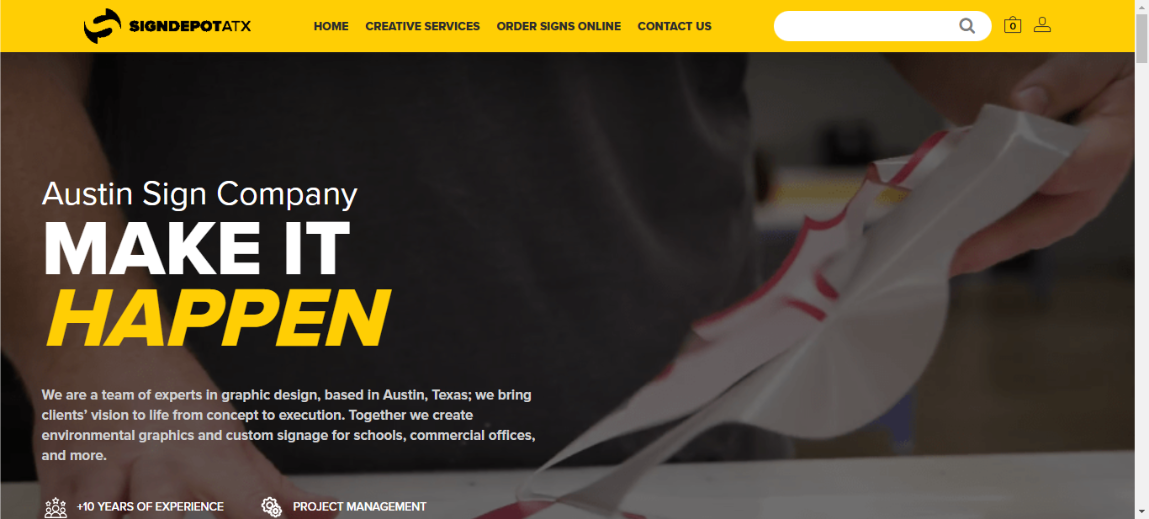 SIGNDEPOTATX
HOME CREATIVE SERVICES ORDER SIGNS ONLINE CONTACT US
0
Austin Sign Company
MAKE IT
HAPPEN
We are a team of experts in graphic design, based in Austin, Texas; we bring
clients’ vision to life from concept to execution. Together we create
environmental graphics and custom signage for schools, commercial offices,
and more.
+10 YEARS OF EXPERIENCE PROJECT MANAGEMENT